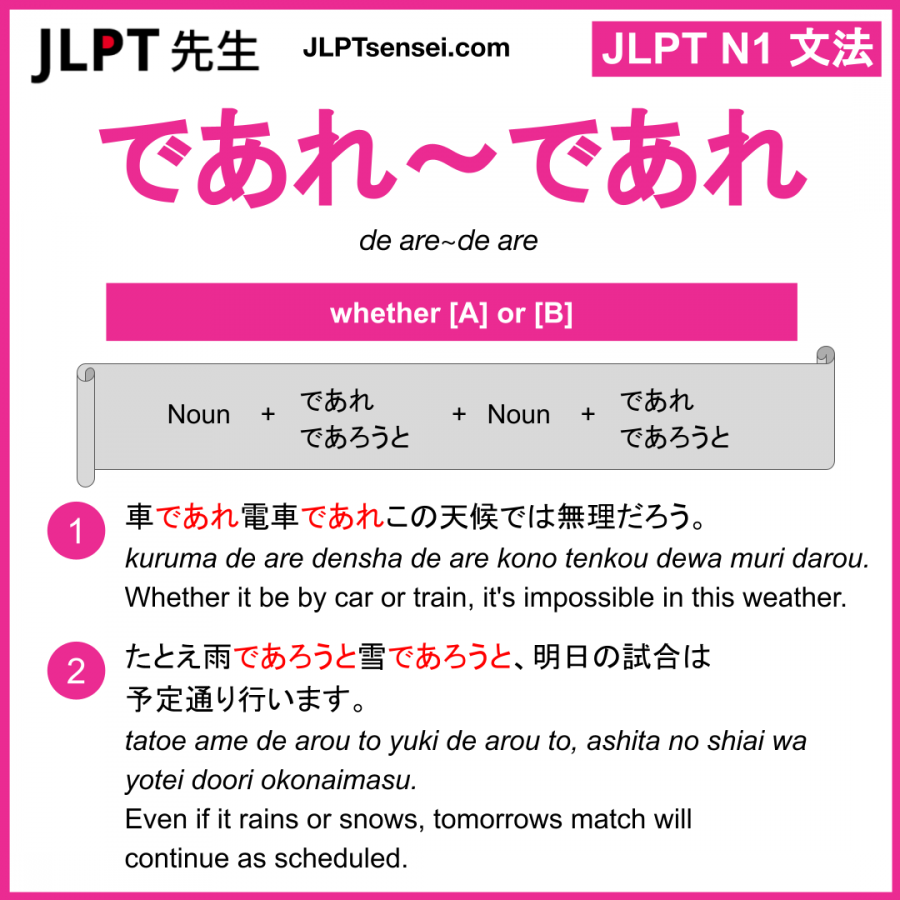 JLPT 先生
JLPTsensei.com
JLPT N1 文法
であれ～であれ
de are~de are
whether [A] or [B]
Noun + であれ + Noun + であれ
であろうと であろうと
1 車であれ電車であれこの天候では無理だろう。
kuruma de are densha de are kono tenkou dewa muri darou.
Whether it be by car or train, it's impossible in this weather.
2 たとえ雨であろうと雪であろうと、明日の試合は
予定通り行います。
tatoe ame de arou to yuki de arou to, ashita no shiai wa
yotei doori okonaimasu.
Even if it rains or snows, tomorrows match will
continue as scheduled.